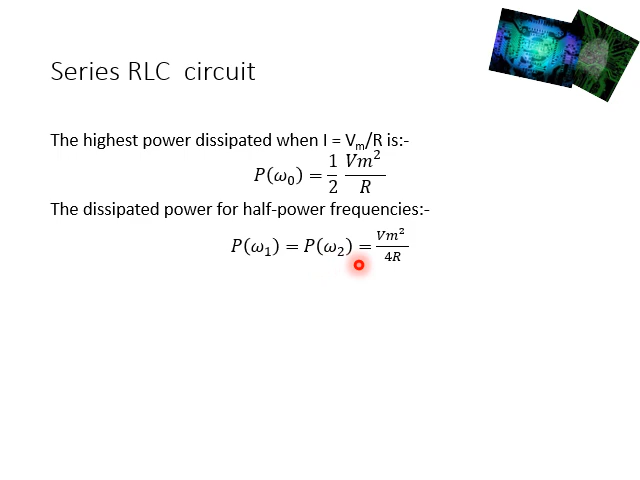 Series RLC  circuit
The highest power dissipated when I = Vₘ/R is:-
P(ω₀) = 1/2 Vm²/R
The dissipated power for half-power frequencies:-
P(ω₁) = P(ω₂) = Vm²/4R